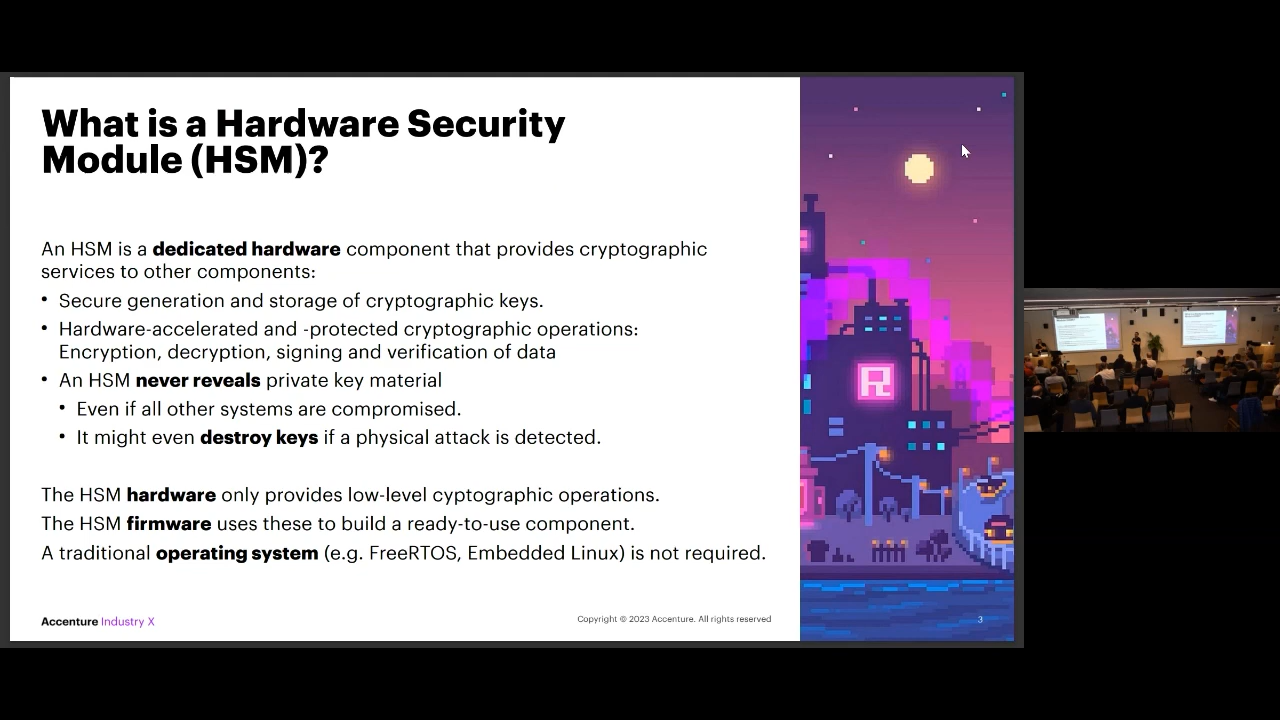 What is a Hardware Security
Module (HSM)?
An HSM is a dedicated hardware component that provides cryptographic
services to other components:
• Secure generation and storage of cryptographic keys.
• Hardware-accelerated and -protected cryptographic operations:
Encryption, decryption, signing and verification of data
• An HSM never reveals private key material
• Even if all other systems are compromised.
• It might even destroy keys if a physical attack is detected.
The HSM hardware only provides low-level cyptographic operations.
The HSM firmware uses these to build a ready-to-use component.
A traditional operating system (e.g. FreeRTOS, Embedded Linux) is not required.
Accenture Industry X
Copyright © 2023 Accenture. All rights reserved
3
R